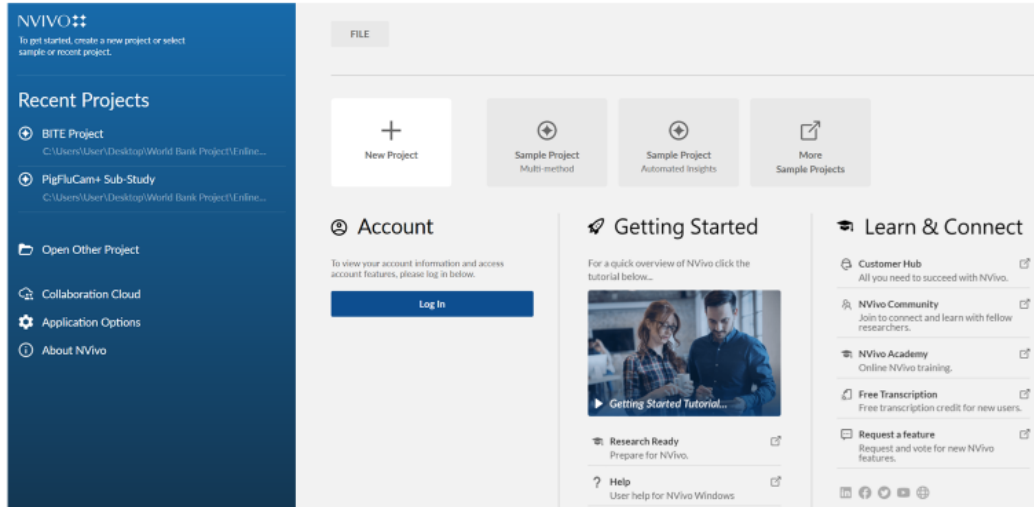 NVIVO
To get started, create a new project or select
sample or recent project.
Recent Projects
BITE Project
C:\Users\User\Desktop\World Bank Project\Enline...
PigFluCam+ Sub-Study
C:\Users\User\Desktop\World Bank Project\Enline...
Open Other Project
Collaboration Cloud
Application Options
About NVivo
FILE
New Project
Sample Project
Multi-method
Sample Project
Automated Insights
More
Sample Projects
Account
To view your account information and access
account features, please log in below.
Log In
Getting Started
For a quick overview of NVivo click the
tutorial below...
Getting Started Tutorial...
Research Ready
Prepare for NVivo.
Help
User help for NVivo Windows
Learn & Connect
Customer Hub
All you need to succeed with NVivo.
NVivo Community
Join to connect and learn with fellow
researchers.
NVivo Academy
Online NVivo training.
Free Transcription
Free transcription credit for new users.
Request a feature
Request and vote for new NVivo
features.